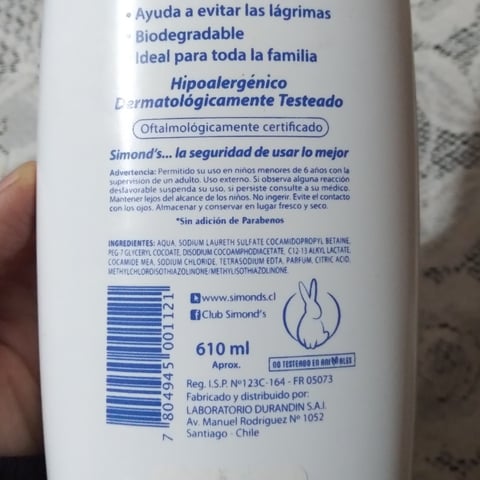 • Ayuda a evitar las lágrimas
• Biodegradable
Ideal para toda la familia
Hipoalergénico
Dermatológicamente Testeado
Oftalmológicamente certificado
Simond's... la seguridad de usar lo mejor
Advertencia: Permitido su uso en niños menores de 6 años con la
supervision de un adulto. Uso externo. Si observa alguna reacción
desfavorable suspenda su uso, si persiste consulte a su médico.
Mantener lejos del alcance de los niños. No ingerir. Evite el contacto
con los ojos. Almacenar y conservar en lugar fresco y seco.
*Sin adición de Parabenos
INGREDIENTES: AQUA, SODIUM LAURETH SULFATE COCAMIDOPROPYL BETAINE,
PEG-7 GLYCERYL COCOATE, DISODIUM COCOAMPHODIACETATE, C12-13 ALKYL LACTATE,
COCAMIDE MEA, SODIUM CHLORIDE, TETRASODIUM EDTA, PARFUM, CITRIC ACID,
METHYLCHLOROISOTHIAZOLINONE/METHYLISOTHIAZOLINONE.
www.simonds.cl
Club Simond's
610 ml
Aprox.
NO TESTEADO EN ANIMALES
7 804945 001121
Reg. I.S.P. Nº123C-164 - FR 05073
Fabricado y distribuido por:
LABORATORIO DURANDIN S.A.I.
Av. Manuel Rodriguez Nº 1052
Santiago - Chile